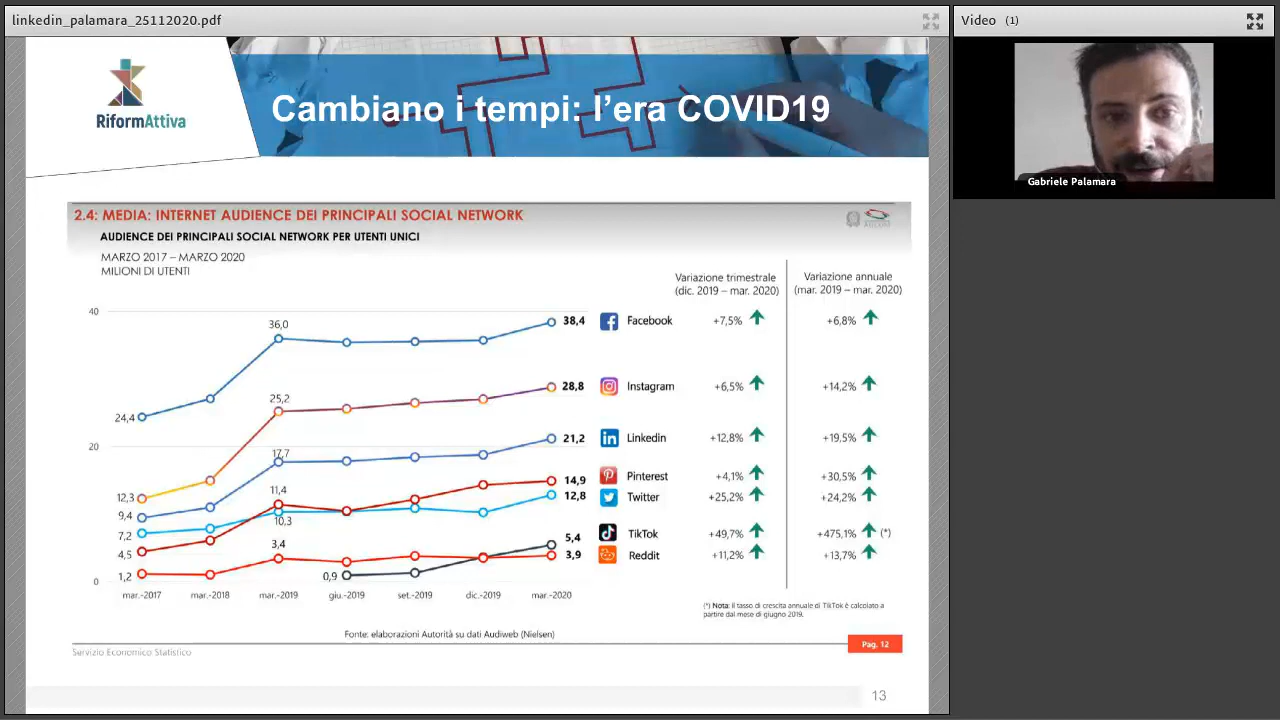 linkedin_palamara_25112020.pdf
Video (1)
Gabriele Palamara
RiformAttiva
Cambiano i tempi: l'era COVID19
2.4: MEDIA: INTERNET AUDIENCE DEI PRINCIPALI SOCIAL NETWORK
AUDIENCE DEI PRINCIPALI SOCIAL NETWORK PER UTENTI UNICI
MARZO 2017 – MARZO 2020
MILIONI DI UTENTI
Variazione trimestrale
(dic. 2019 – mar. 2020)
Variazione annuale
(mar. 2019 – mar. 2020)
40
20
0
24,4
36,0
38,4
Facebook
+7,5%
+6,8%
12,3
25,2
28,8
Instagram
+6,5%
+14,2%
9,4
17,7
21,2
Linkedin
+12,8%
+19,5%
4,5
11,4
14,9
Pinterest
+4,1%
+30,5%
7,2
10,3
12,8
Twitter
+25,2%
+24,2%
0,9
5,4
TikTok
+49,7%
+475,1% (*)
1,2
3,4
3,9
Reddit
+11,2%
+13,7%
mar.-2017 mar.-2018 mar.-2019 giu.-2019 set.-2019 dic.-2019 mar.-2020
(*) Nota: il tasso di crescita annuale di TikTok è calcolato a
partire dal mese di giugno 2019.
Fonte: elaborazioni Autorità su dati Audiweb (Nielsen)
Servizio Economico Statistico
Pag. 12
13